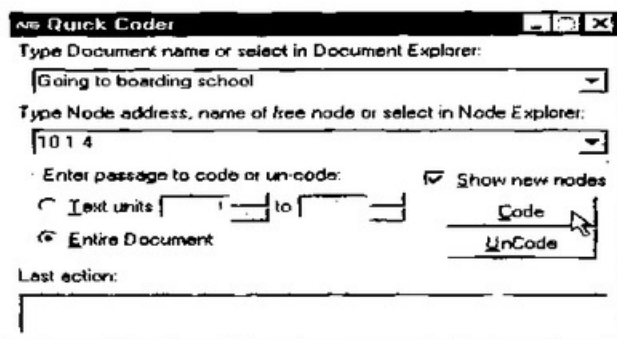 N5 Quick Coder
Type Document name or select in Document Explorer:
Going to boarding school
Type Node address, name of free node or select in Node Explorer:
10 1 4
Enter passage to code or un-code:
Show new nodes
Text units 1 to
Code
Entire Document
UnCode
Last action: